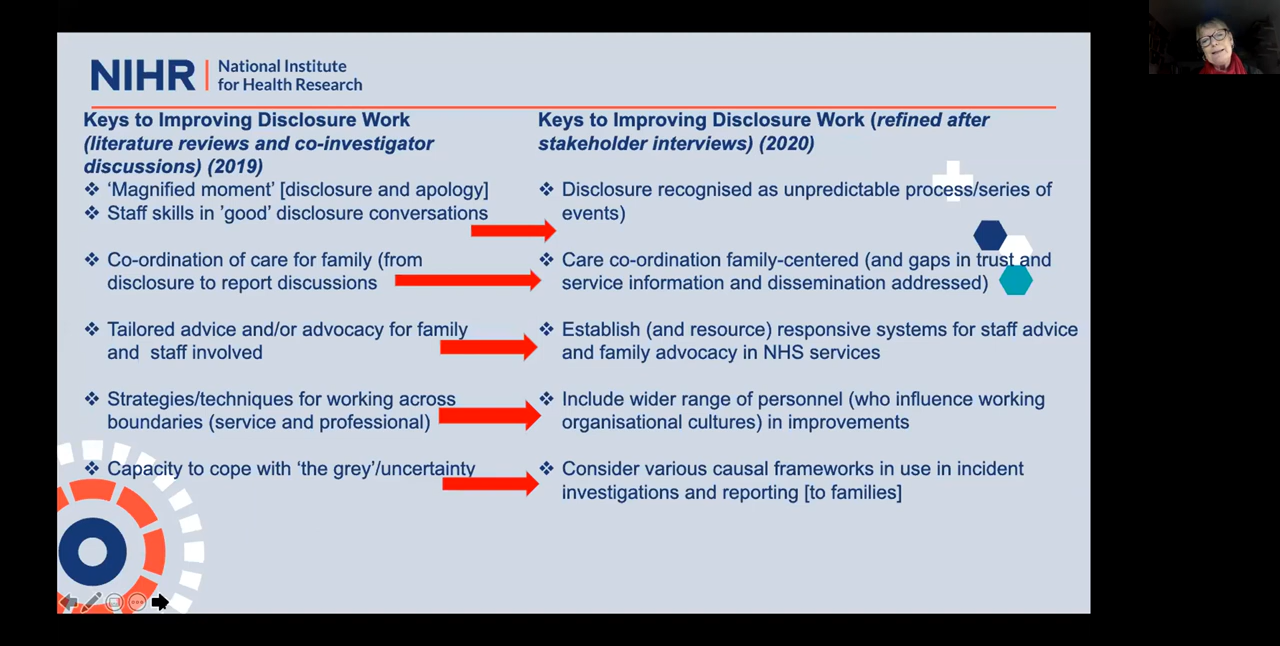 NIHR | National Institute
for Health Research
Keys to Improving Disclosure Work
(literature reviews and co-investigator
discussions) (2019)
❖ ‘Magnified moment’ [disclosure and apology]
❖ Staff skills in ’good’ disclosure conversations
❖ Co-ordination of care for family (from
disclosure to report discussions
❖ Tailored advice and/or advocacy for family
and staff involved
❖ Strategies/techniques for working across
boundaries (service and professional)
❖ Capacity to cope with ‘the grey’/uncertainty
Keys to Improving Disclosure Work (refined after
stakeholder interviews) (2020)
❖ Disclosure recognised as unpredictable process/series of
events)
❖ Care co-ordination family-centered (and gaps in trust and
service information and dissemination addressed)
❖ Establish (and resource) responsive systems for staff advice
and family advocacy in NHS services
❖ Include wider range of personnel (who influence working
organisational cultures) in improvements
❖ Consider various causal frameworks in use in incident
investigations and reporting [to families]